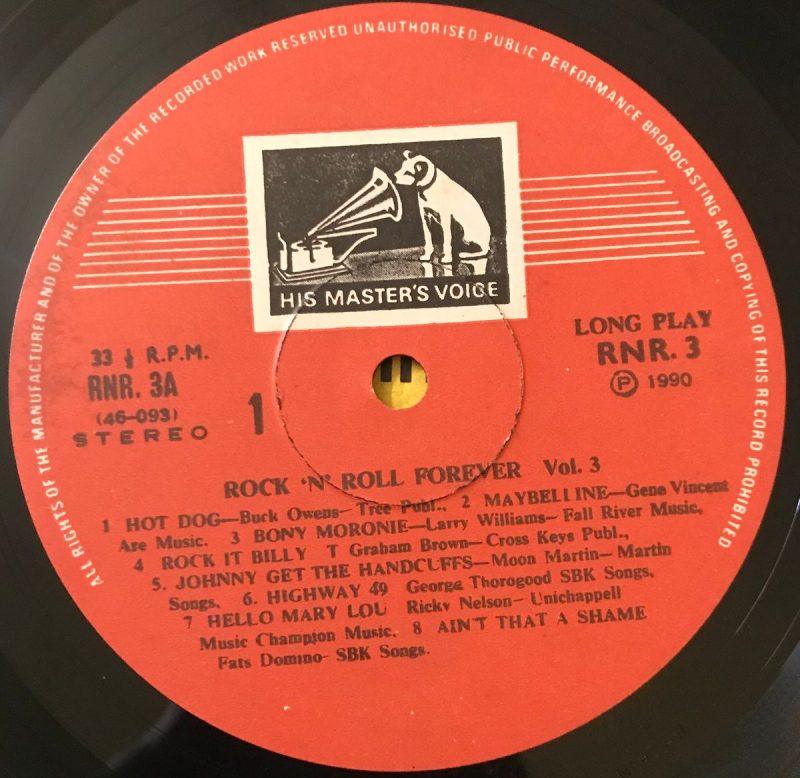 ALL RIGHTS OF THE MANUFACTURER AND OF THE OWNER OF THE RECORDED WORK RESERVED UNAUTHORISED PUBLIC PERFORMANCE BROADCASTING AND COPYING OF THIS RECORD PROHIBITED
HIS MASTER'S VOICE
33 ⅓ R.P.M.
RNR. 3A
(46-093)
STEREO
1
LONG PLAY
RNR. 3
Ⓟ 1990
ROCK 'N' ROLL FOREVER Vol. 3
1 HOT DOG—Buck Owens— Tree Publ., 2 MAYBELLINE—Gene Vincent
Are Music. 3 BONY MORONIE—Larry Williams— Fall River Music,
4 ROCK IT BILLY T Graham Brown—Cross Keys Publ.,
5. JOHNNY GET THE HANDCUFFS—Moon Martin— Martin
Songs, 6. HIGHWAY 49 George Thorogood SBK Songs,
7 HELLO MARY LOU Ricky Nelson— Unichappell
Music Champion Music. 8 AIN'T THAT A SHAME
Fats Domino- SBK Songs.